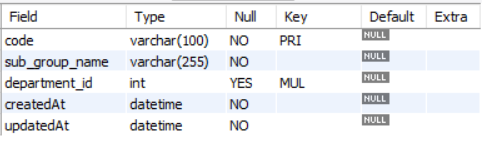 Field Type Null Key Default Extra
code varchar(100) NO PRI NULL
sub_group_name varchar(255) NO NULL
department_id int YES MUL NULL
createdAt datetime NO NULL
updatedAt datetime NO NULL